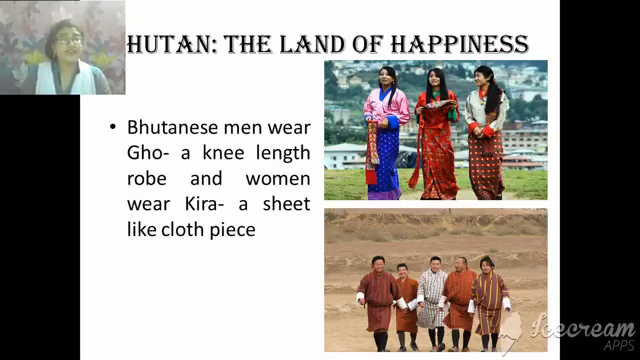 HUTAN: THE LAND OF HAPPINESS
• Bhutanese men wear
Gho- a knee length
robe and women
wear Kira- a sheet
like cloth piece
Icecream
APPS